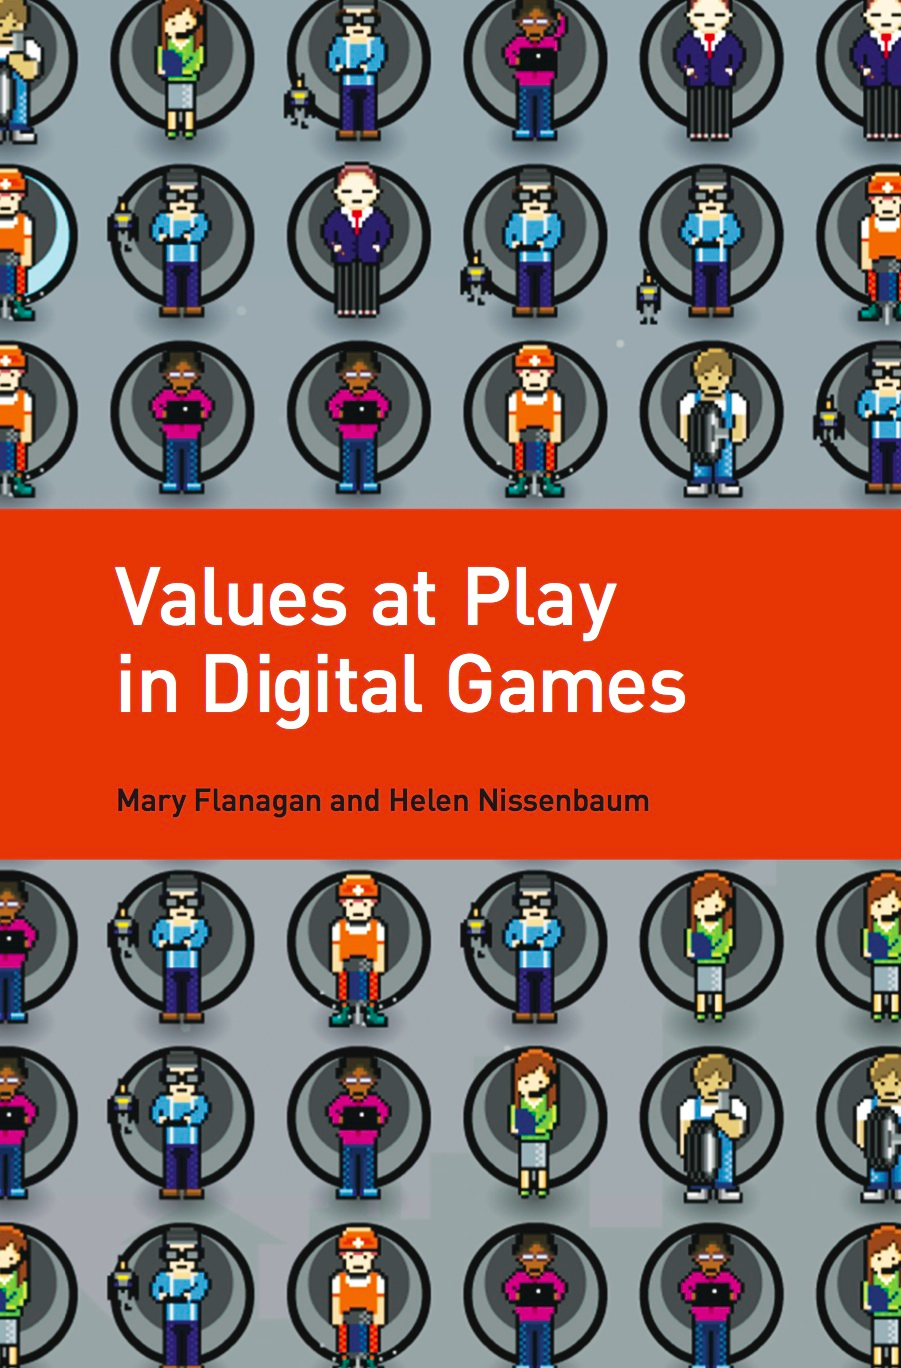 Values at Play
in Digital Games
Mary Flanagan and Helen Nissenbaum